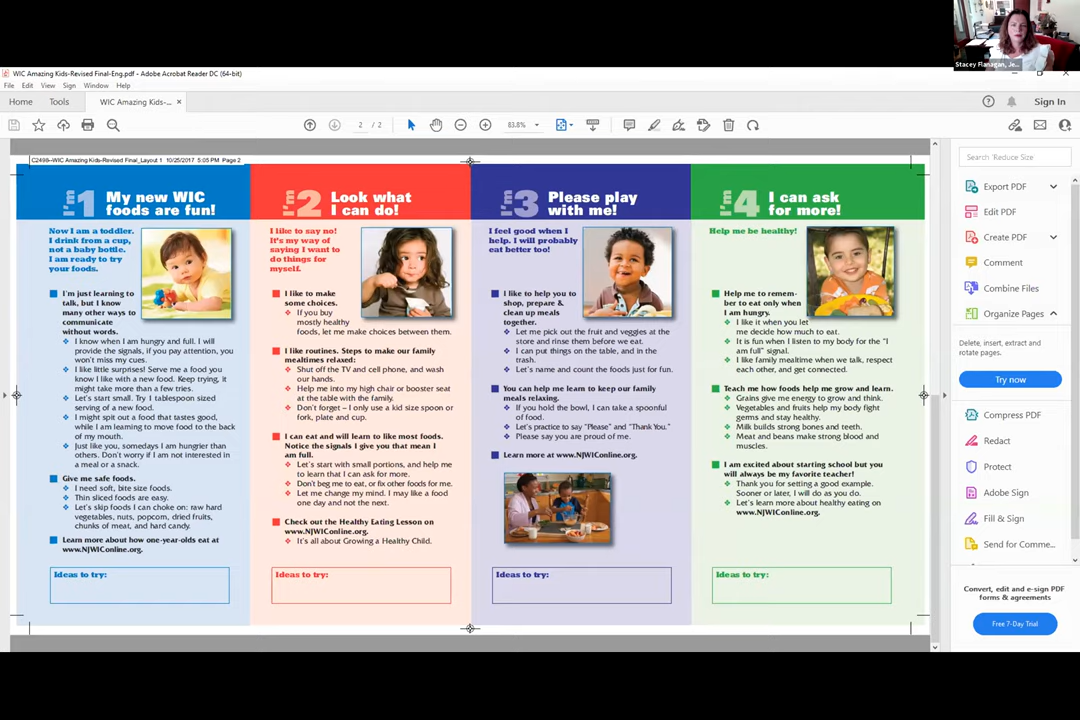 Stacey Flanagan, Je...
WIC Amazing Kids-Revised Final-Eng.pdf - Adobe Acrobat Reader DC (64-bit)
File Edit View Sign Window Help
Home Tools WIC Amazing Kids-... × Sign In
2 / 2 83.8%
Search 'Reduce Size
Export PDF
Edit PDF
Create PDF
Comment
Combine Files
Organize Pages
Delete, insert, extract and
rotate pages.
Try now
Compress PDF
Redact
Protect
Adobe Sign
Fill & Sign
Send for Comme...
Convert, edit and e-sign PDF
forms & agreements
Free 7-Day Trial
C2498--WIC Amazing Kids-Revised Final_Layout 1 10/25/2017 5:05 PM Page 2
I'm 1 My new WIC
foods are fun!
Now I am a toddler.
I drink from a cup,
not a baby bottle.
I am ready to try
your foods.
I'm just learning to
talk, but I know
many other ways to
communicate
without words.
I know when I am hungry and full. I will
provide the signals, if you pay attention, you
won't miss my cues.
I like little surprises! Serve me a food you
know I like with a new food. Keep trying, it
might take more than a few tries.
Let's start small. Try 1 tablespoon sized
serving of a new food.
I might spit out a food that tastes good,
while I am learning to move food to the back
of my mouth.
Just like you, somedays I am hungrier than
others. Don't worry if I am not interested in
a meal or a snack.
Give me safe foods.
I need soft, bite size foods.
Thin sliced foods are easy.
Let's skip foods I can choke on: raw hard
vegetables, nuts, popcorn, dried fruits,
chunks of meat, and hard candy.
Learn more about how one-year-olds eat at
www.NJWIConline.org.
Ideas to try:
I'm 2 Look what
I can do!
I like to say no!
It's my way of
saying I want to
do things for
myself.
I like to make
some choices.
If you buy
mostly healthy
foods, let me make choices between them.
I like routines. Steps to make our family
mealtimes relaxed:
Shut off the TV and cell phone, and wash
our hands.
Help me into my high chair or booster seat
at the table with the family.
Don't forget – I only use a kid size spoon or
fork, plate and cup.
I can eat and will learn to like most foods.
Notice the signals I give you that mean I
am full.
Let's start with small portions, and help me
to learn that I can ask for more.
Don't beg me to eat, or fix other foods for me.
Let me change my mind. I may like a food
one day and not the next.
Check out the Healthy Eating Lesson on
www.NJWIConline.org.
It's all about Growing a Healthy Child.
Ideas to try:
I'm 3 Please play
with me!
I feel good when I
help. I will probably
eat better too!
I like to help you to
shop, prepare &
clean up meals
together.
Let me pick out the fruit and veggies at the
store and rinse them before we eat.
I can put things on the table, and in the
trash.
Let's name and count the foods just for fun.
You can help me learn to keep our family
meals relaxing.
If you hold the bowl, I can take a spoonful
of food.
Let's practice to say "Please" and "Thank You."
Please say you are proud of me.
Learn more at www.NJWIConline.org.
Ideas to try:
I'm 4 I can ask
for more!
Help me be healthy!
Help me to remem-
ber to eat only when
I am hungry.
I like it when you let
me decide how much to eat.
It is fun when I listen to my body for the "I
am full" signal.
I like family mealtime when we talk, respect
each other, and get connected.
Teach me how foods help me grow and learn.
Grains give me energy to grow and think.
Vegetables and fruits help my body fight
germs and stay healthy.
Milk builds strong bones and teeth.
Meat and beans make strong blood and
muscles.
I am excited about starting school but you
will always be my favorite teacher!
Thank you for setting a good example.
Sooner or later, I will do as you do.
Let's learn more about healthy eating on
www.NJWIConline.org.
Ideas to try: